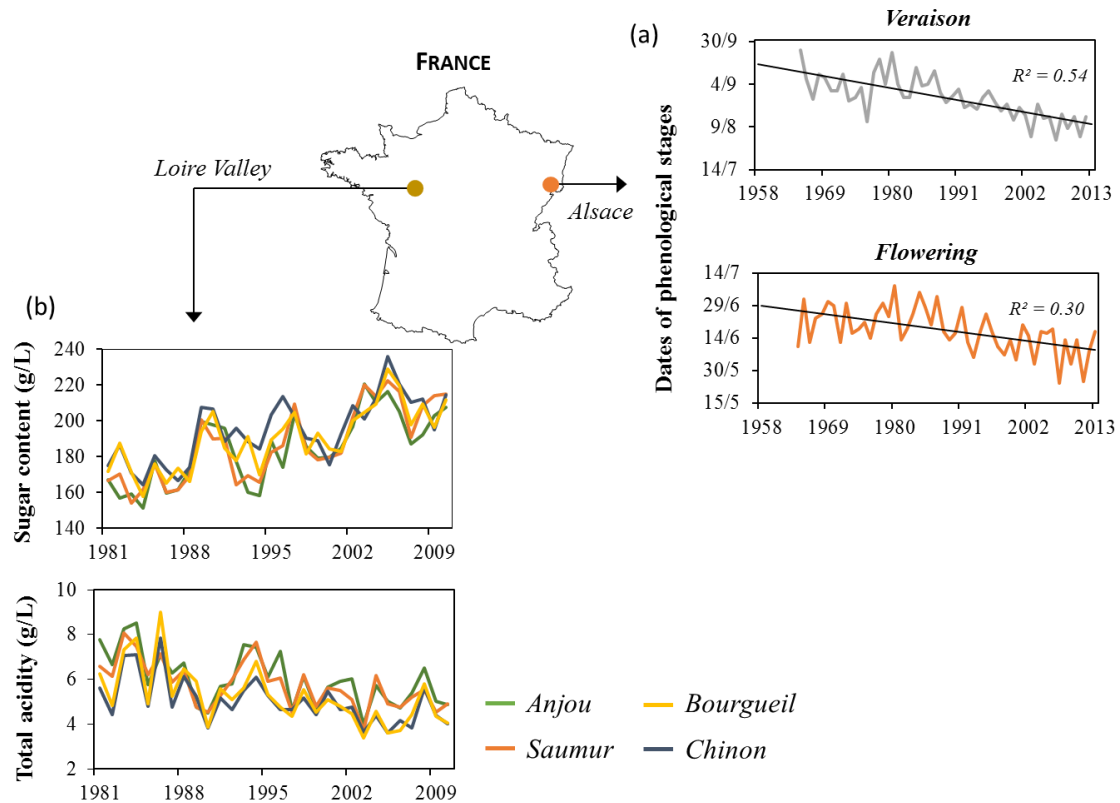 (a)
Veraison
FRANCE
Loire Valley
Alsace
Dates of phenological stages
30/9
4/9
9/8
14/7
R² = 0.54
1958 1969 1980 1991 2002 2013
Flowering
14/7
29/6
14/6
30/5
15/5
R² = 0.30
1958 1969 1980 1991 2002 2013
(b)
Sugar content (g/L)
240
220
200
180
160
140
1981 1988 1995 2002 2009
Total acidity (g/L)
10
8
6
4
2
1981 1988 1995 2002 2009
Anjou Bourgueil
Saumur Chinon